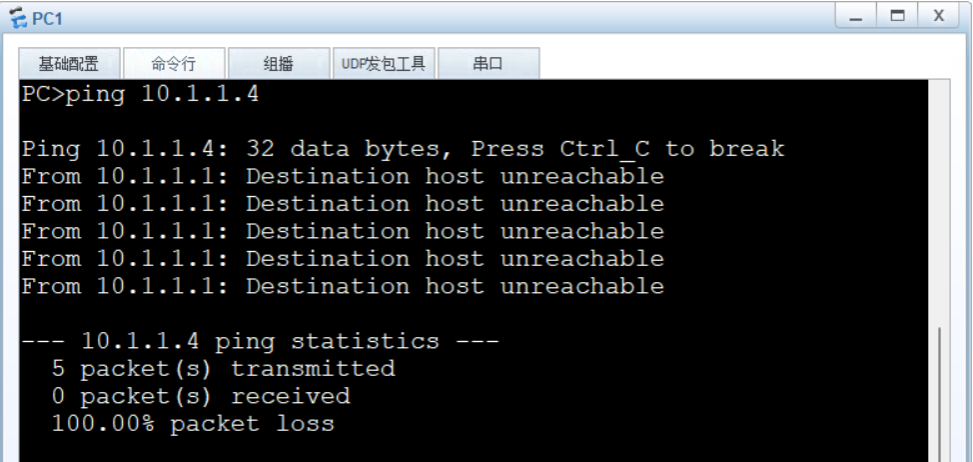 PC1
基础配置 命令行 组播 UDP发包工具 串口
PC>ping 10.1.1.4
Ping 10.1.1.4: 32 data bytes, Press Ctrl_C to break
From 10.1.1.1: Destination host unreachable
From 10.1.1.1: Destination host unreachable
From 10.1.1.1: Destination host unreachable
From 10.1.1.1: Destination host unreachable
From 10.1.1.1: Destination host unreachable
--- 10.1.1.4 ping statistics ---
5 packet(s) transmitted
0 packet(s) received
100.00% packet loss